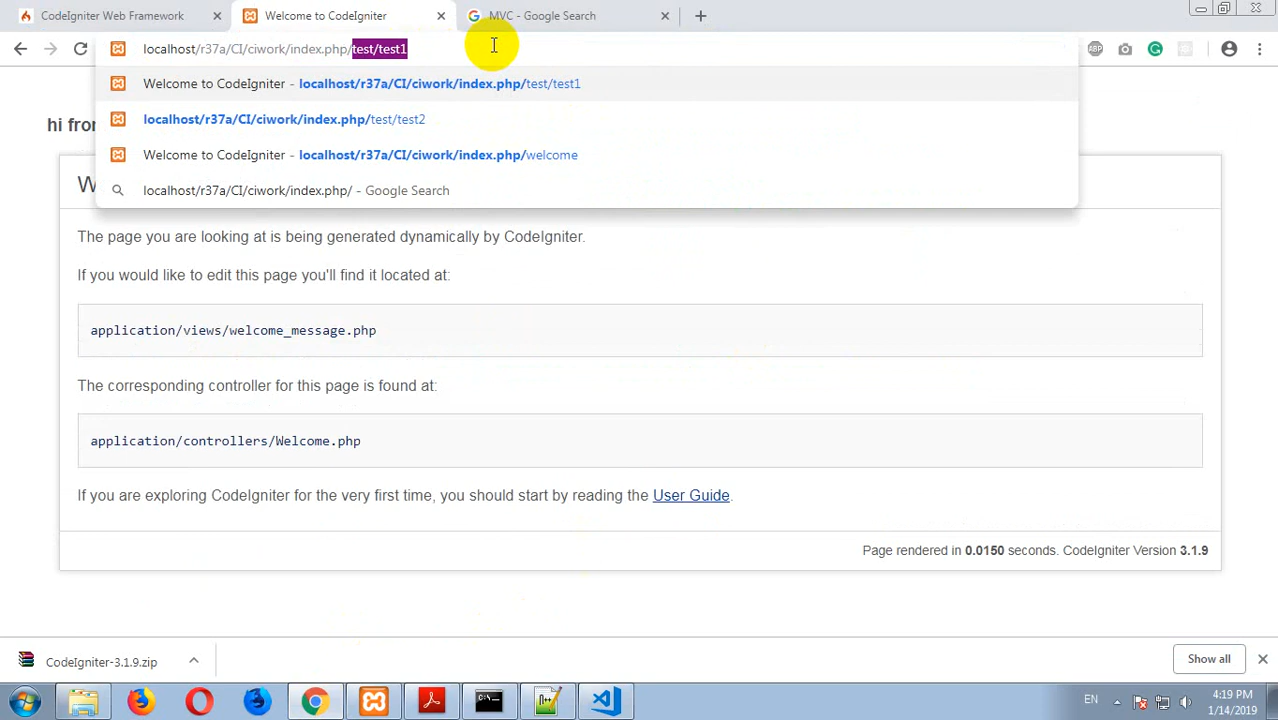 CodeIgniter Web Framework
Welcome to CodeIgniter
MVC - Google Search
localhost/r37a/CI/ciwork/index.php/test/test1
ABP
Welcome to CodeIgniter - localhost/r37a/CI/ciwork/index.php/test/test1
localhost/r37a/CI/ciwork/index.php/test/test2
Welcome to CodeIgniter - localhost/r37a/CI/ciwork/index.php/welcome
localhost/r37a/CI/ciwork/index.php/ - Google Search
hi
W
The page you are looking at is being generated dynamically by CodeIgniter.
If you would like to edit this page you'll find it located at:
application/views/welcome_message.php
The corresponding controller for this page is found at:
application/controllers/Welcome.php
If you are exploring CodeIgniter for the very first time, you should start by reading the User Guide.
Page rendered in 0.0150 seconds. CodeIgniter Version 3.1.9
CodeIgniter-3.1.9.zip
Show all
EN
4:19 PM
1/14/2019